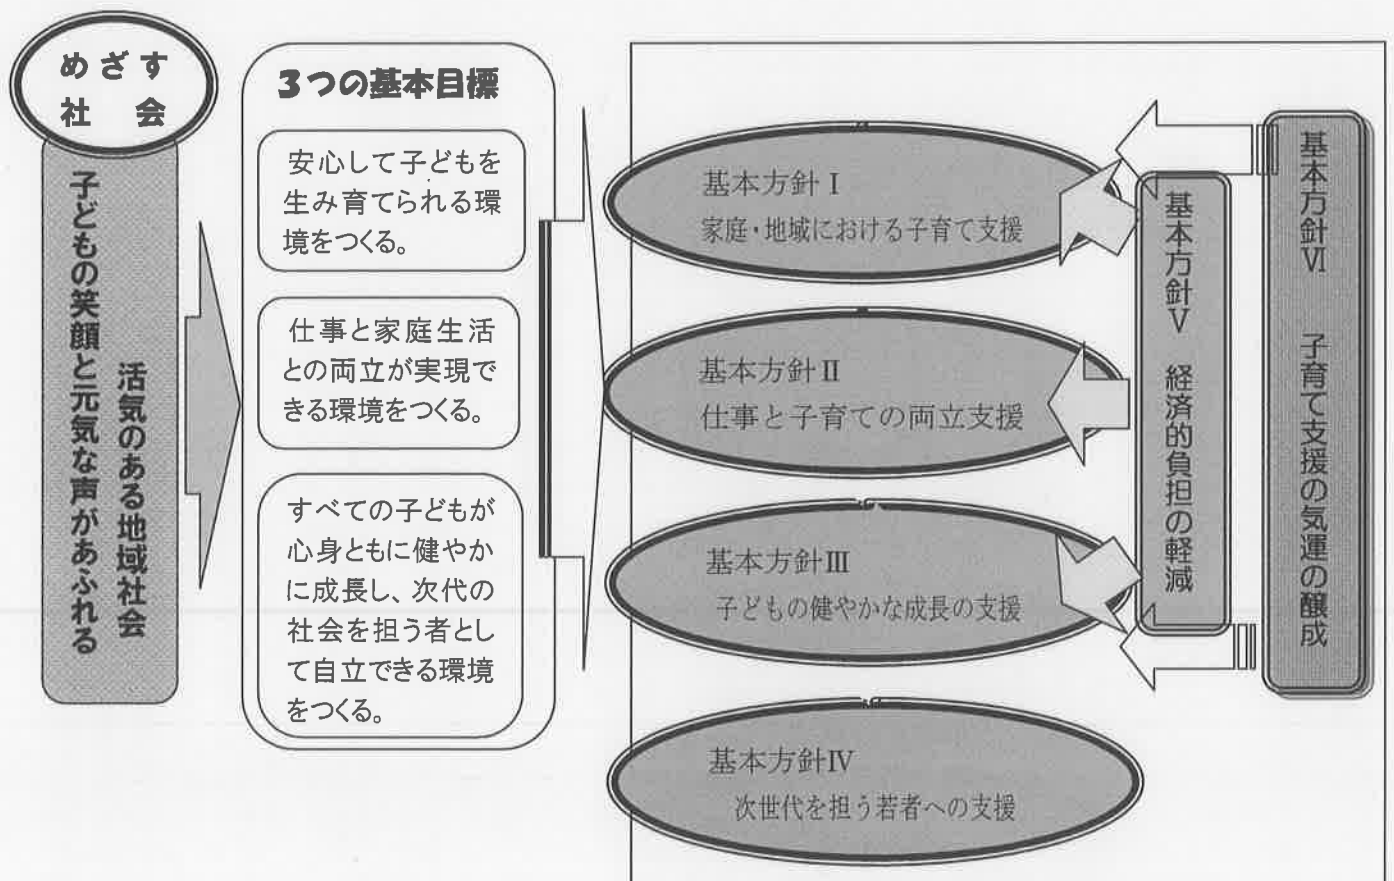 めざす
社会
子どもの笑顔と元気な声があふれる
活気のある地域社会
3つの基本目標
安心して子どもを
生み育てられる環
境をつくる。
仕事と家庭生活
との両立が実現で
きる環境をつくる。
すべての子どもが
心身ともに健やか
に成長し、次代の
社会を担う者とし
て自立できる環境
をつくる。
基本方針Ⅰ
家庭・地域における子育て支援
基本方針Ⅱ
仕事と子育ての両立支援
基本方針Ⅲ
子どもの健やかな成長の支援
基本方針Ⅳ
次世代を担う若者への支援
基本方針Ⅴ 経済的負担の軽減
基本方針Ⅵ 子育て支援の気運の醸成